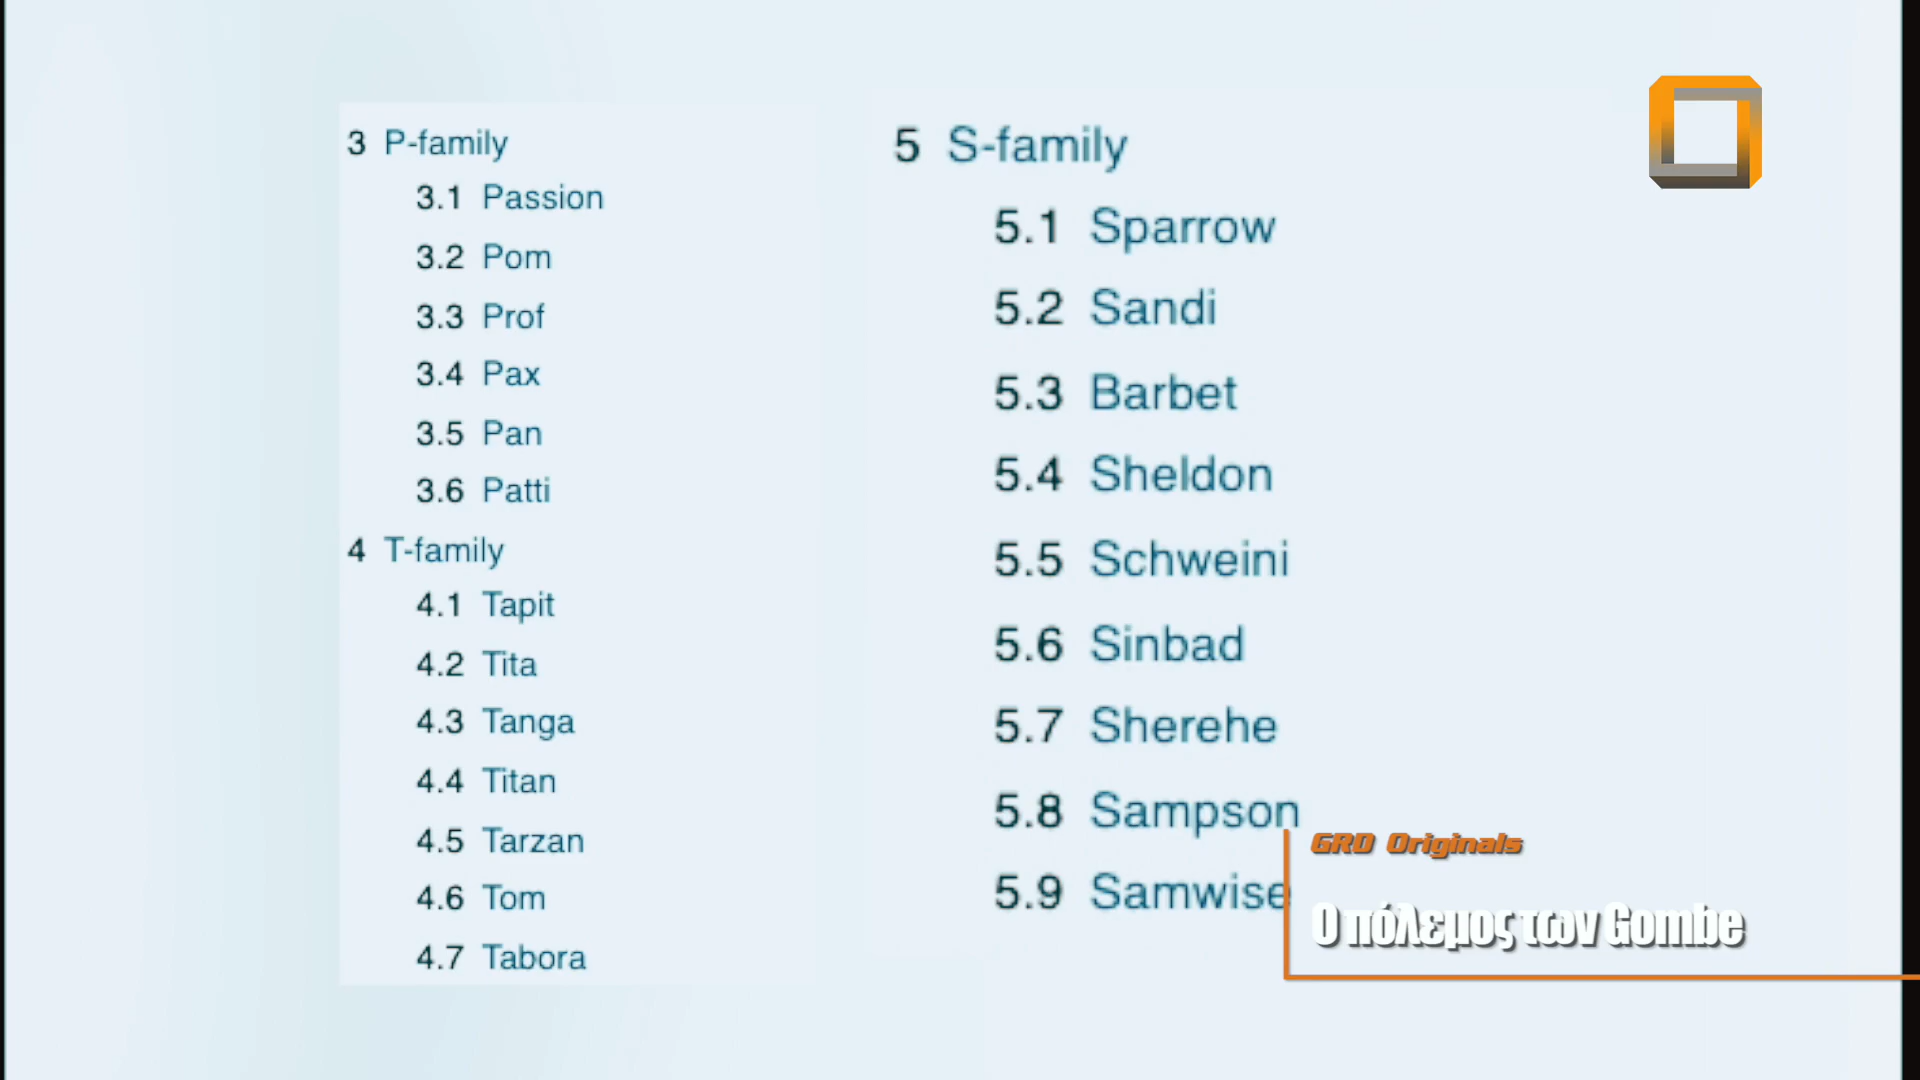 3 P-family
3.1 Passion
3.2 Pom
3.3 Prof
3.4 Pax
3.5 Pan
3.6 Patti
4 T-family
4.1 Tapit
4.2 Tita
4.3 Tanga
4.4 Titan
4.5 Tarzan
4.6 Tom
4.7 Tabora
5 S-family
5.1 Sparrow
5.2 Sandi
5.3 Barbet
5.4 Sheldon
5.5 Schweini
5.6 Sinbad
5.7 Sherehe
5.8 Sampson
5.9 Samwise
GRD Originals
Ο πόλεμος των Gombe